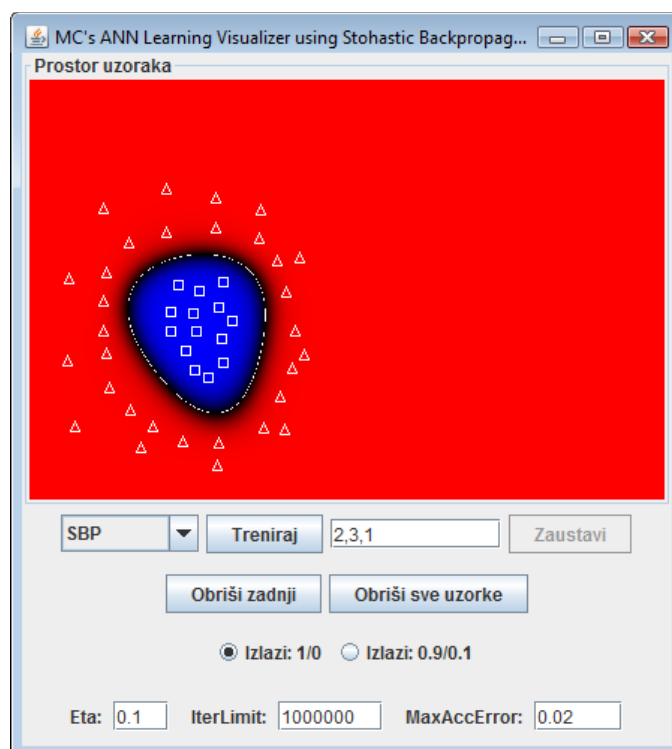 MC's ANN Learning Visualizer using Stohastic Backpropag...
Prostor uzoraka
SBP Treniraj 2,3,1 Zaustavi
Obriši zadnji Obriši sve uzorke
Izlazi: 1/0 Izlazi: 0.9/0.1
Eta: 0.1 IterLimit: 1000000 MaxAccError: 0.02